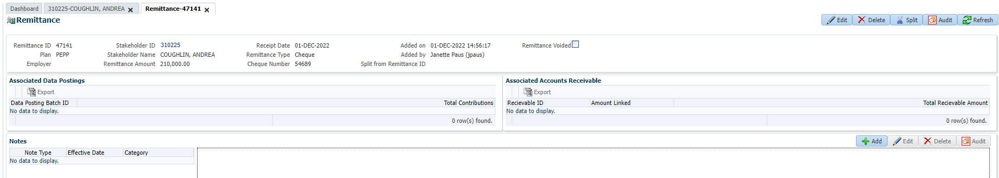 Dashboard 310225-COUGHLIN, ANDREA Remittance-47141
Remittance
Edit Delete Split Audit Refresh
Remittance ID 47141 Stakeholder ID 310225 Receipt Date 01-DEC-2022 Added on 01-DEC-2022 14:56:17 Remittance Voided
Plan PEPP Stakeholder Name COUGHLIN, ANDREA Remittance Type Cheque Added by Janette Paus (jpaus)
Employer Remittance Amount 210,000.00 Cheque Number 54689 Split from Remittance ID
Associated Data Postings
Export
Data Posting Batch ID Total Contributions
No data to display.
0 row(s) found.
Associated Accounts Receivable
Export
Recievable ID Amount Linked Total Recievable Amount
No data to display.
0 row(s) found.
Notes
Add Edit Delete Audit
Note Type Effective Date Category
No data to display.